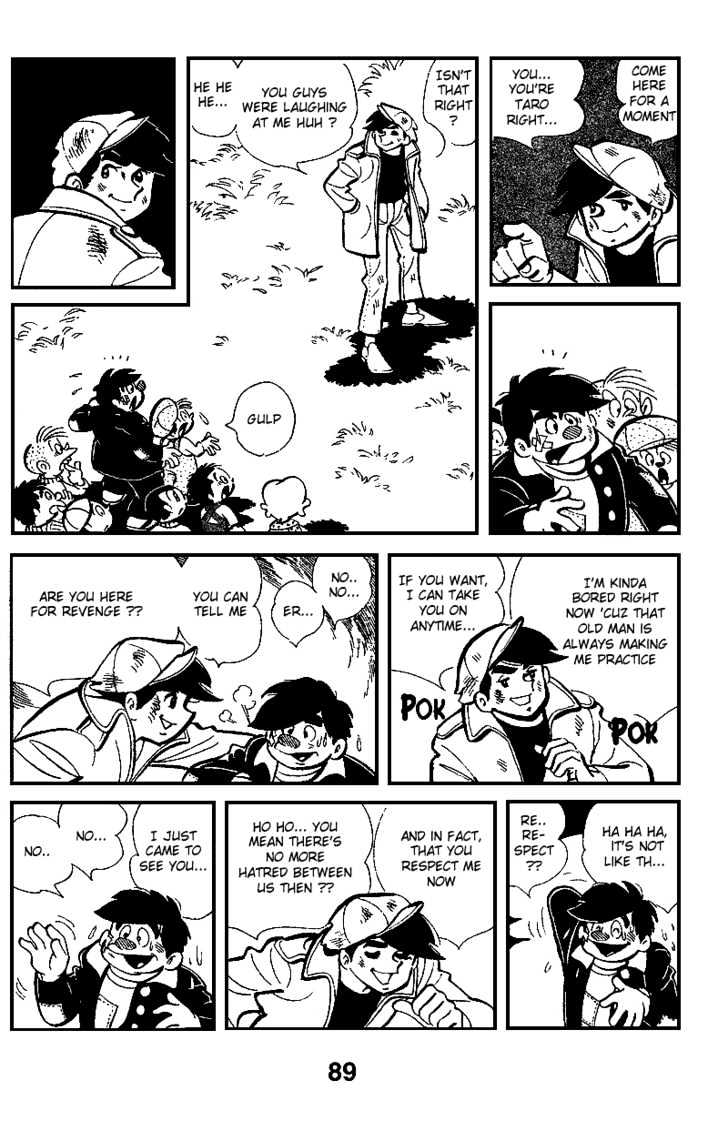 COME
HERE
FOR A
MOMENT
YOU...
YOU'RE
TARO
RIGHT...
ISN'T
THAT
RIGHT
?
YOU GUYS
WERE LAUGHING
AT ME HUH ?
HE HE
HE...
GULP
I'M KINDA
BORED RIGHT
NOW 'CUZ THAT
OLD MAN IS
ALWAYS MAKING
ME PRACTICE
IF YOU WANT,
I CAN TAKE
YOU ON
ANYTIME...
POK
POK
NO..
NO...
ER...
YOU CAN
TELL ME
ARE YOU HERE
FOR REVENGE ??
HA HA HA,
IT'S NOT
LIKE TH...
RE..
RE-
SPECT
??
AND IN FACT,
THAT YOU
RESPECT ME
NOW
HO HO... YOU
MEAN THERE'S
NO MORE
HATRED BETWEEN
US THEN ??
I JUST
CAME TO
SEE YOU...
NO...
NO..
89